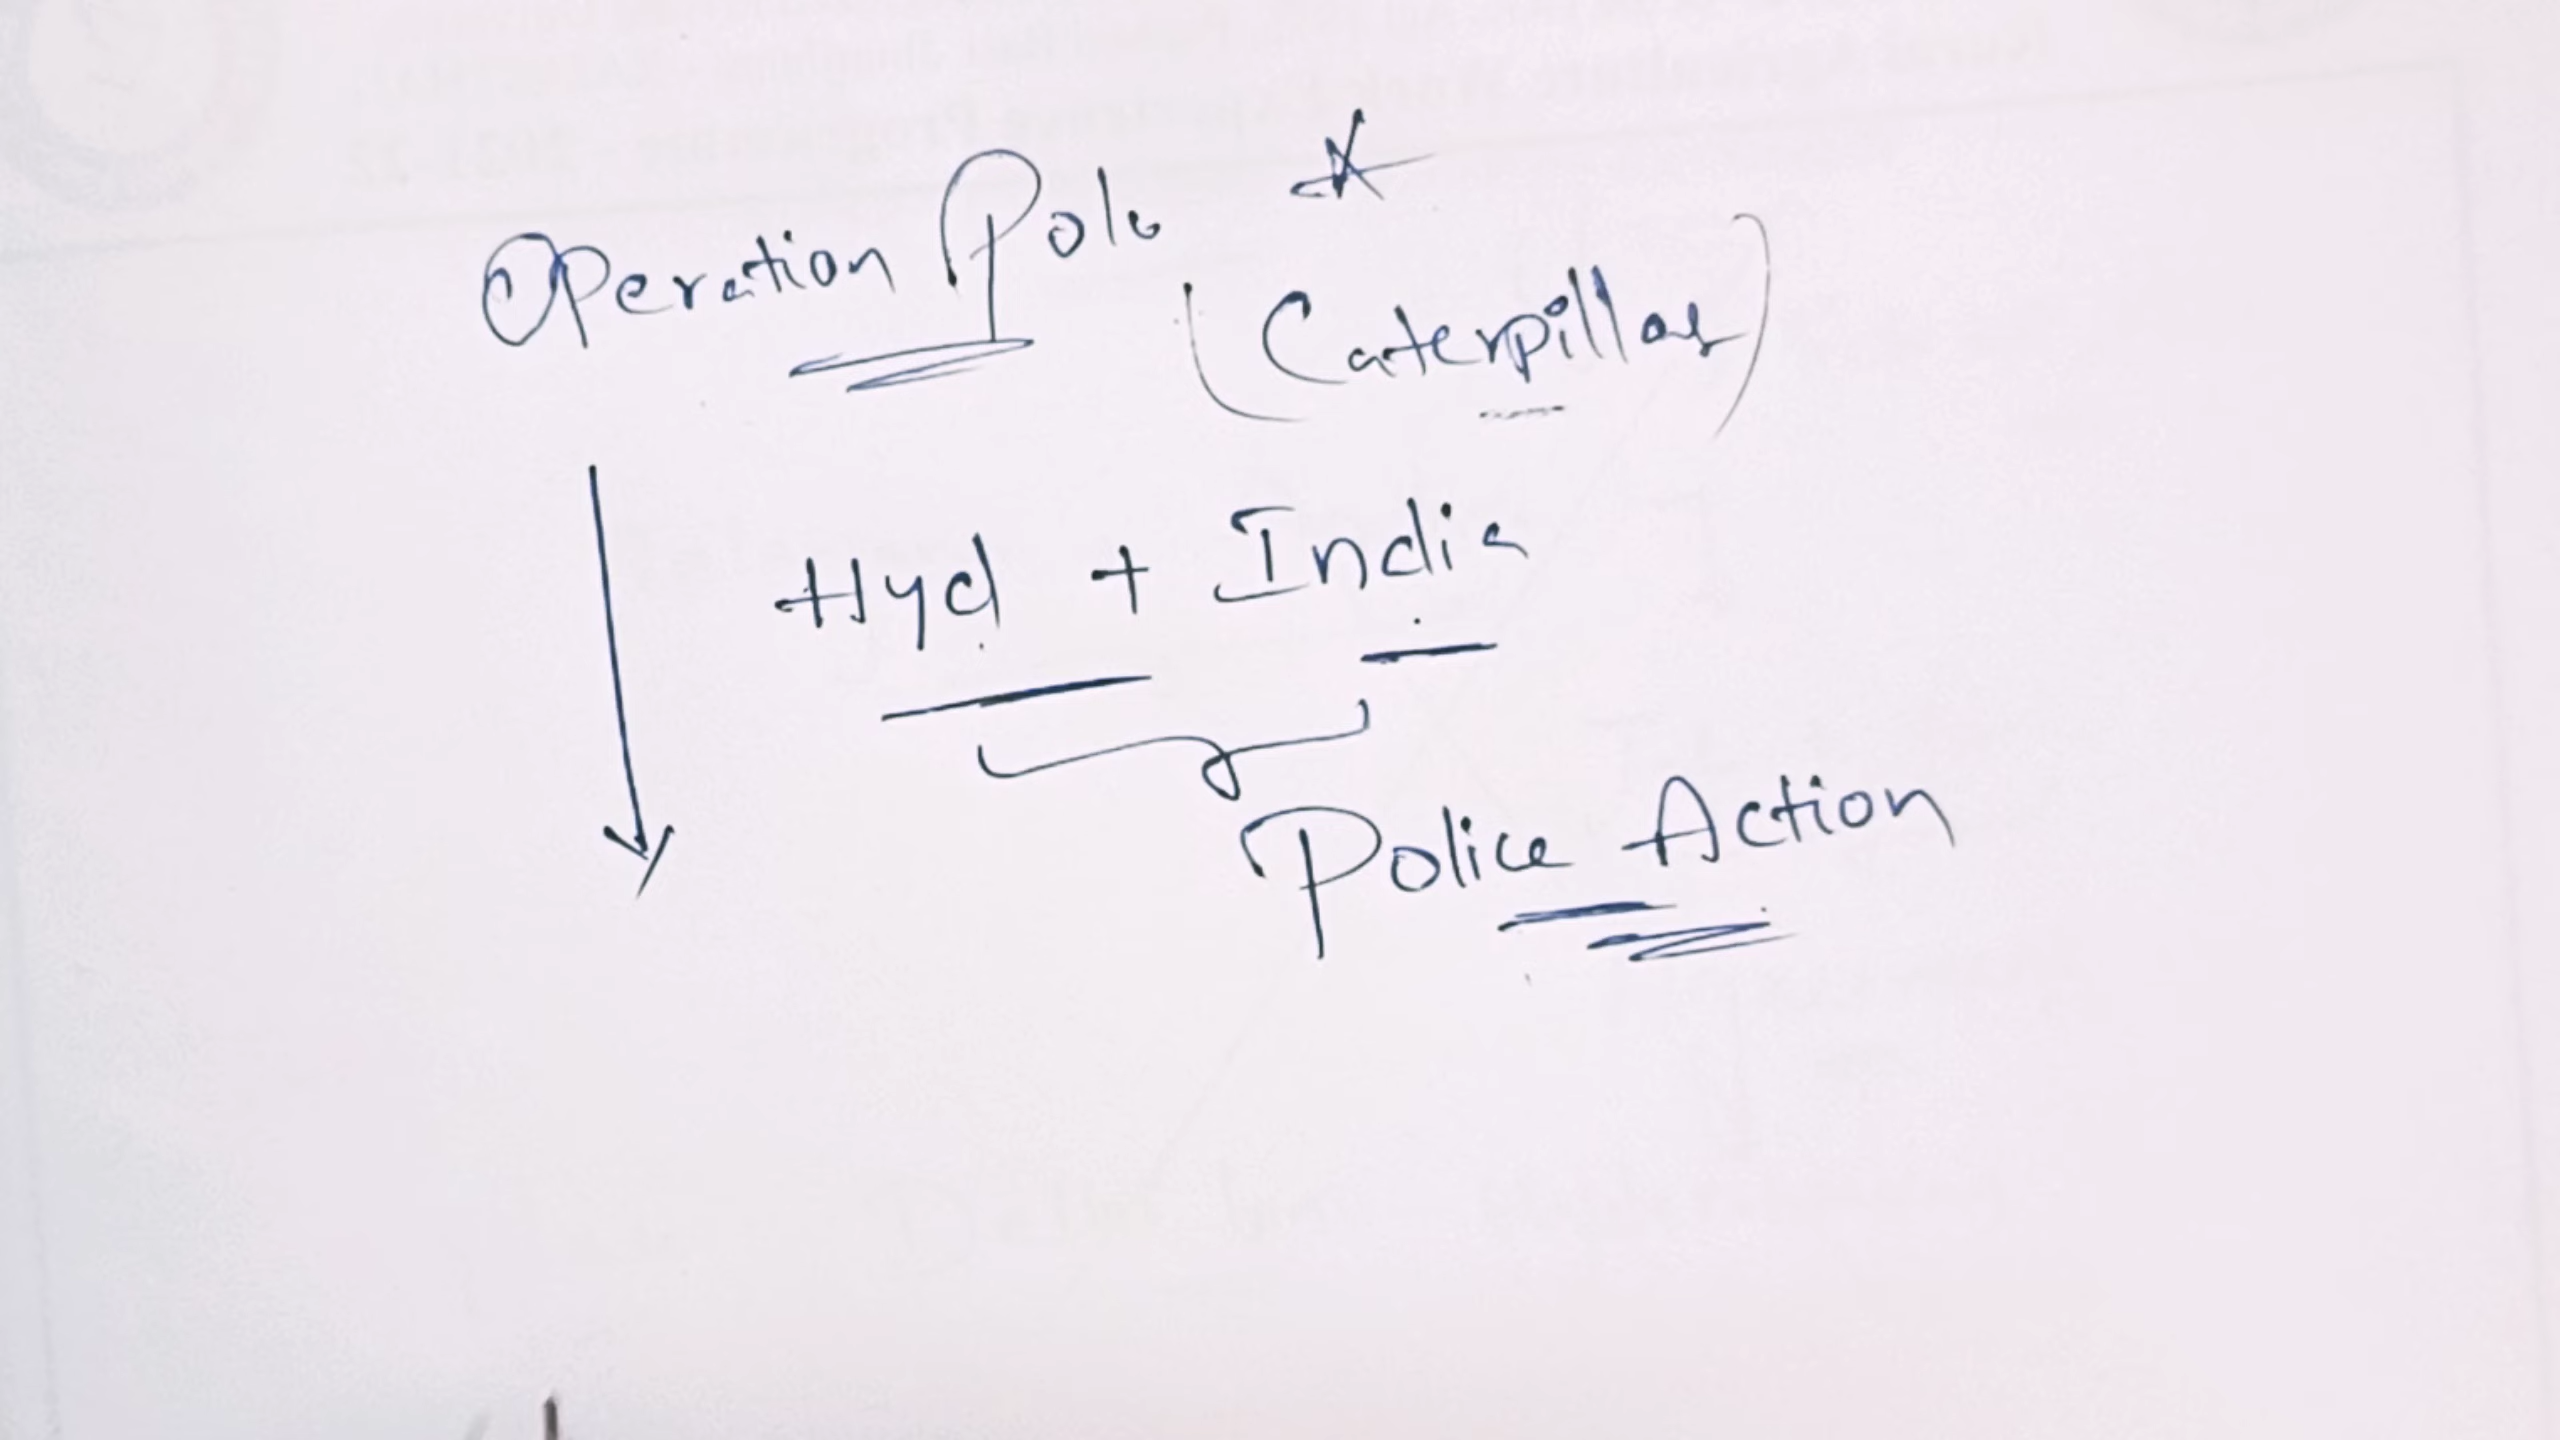 Operation Polo *
(Caterpillar)
Hyd + India
Police Action